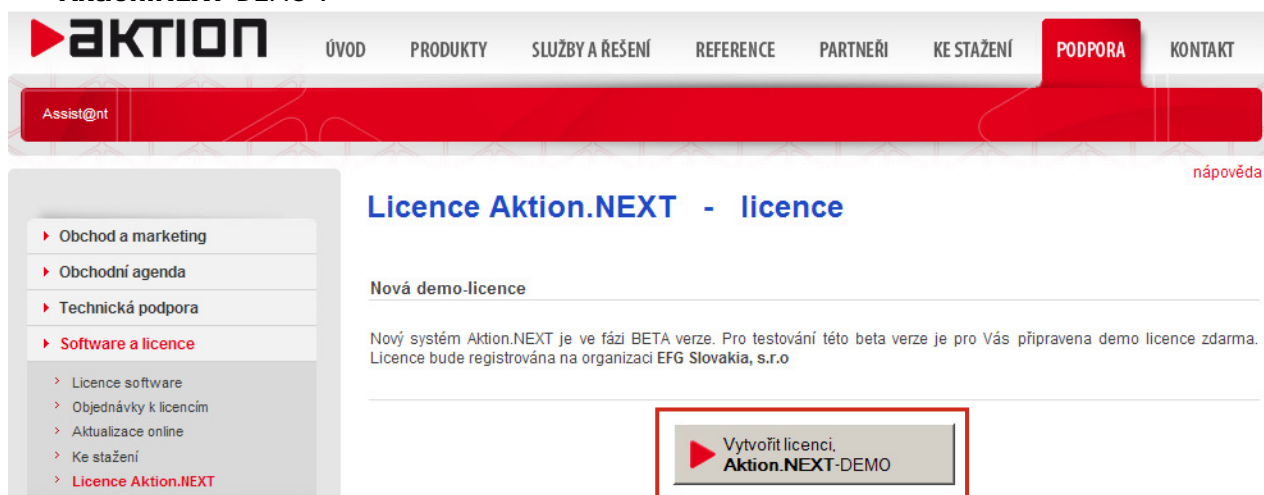 Aktion.NEXT-DEMO".
aktion
ÚVOD PRODUKTY SLUŽBY A ŘEŠENÍ REFERENCE PARTNEŘI KE STAŽENÍ PODPORA KONTAKT
Assist@nt
nápověda
Licence Aktion.NEXT - licence
Obchod a marketing
Obchodní agenda
Technická podpora
Software a licence
Licence software
Objednávky k licencím
Aktualizace online
Ke stažení
Licence Aktion.NEXT
Nová demo-licence
Nový systém Aktion.NEXT je ve fázi BETA verze. Pro testování této beta verze je pro Vás připravena demo licence zdarma.
Licence bude registrována na organizaci EFG Slovakia, s.r.o
Vytvořit licenci,
Aktion.NEXT-DEMO